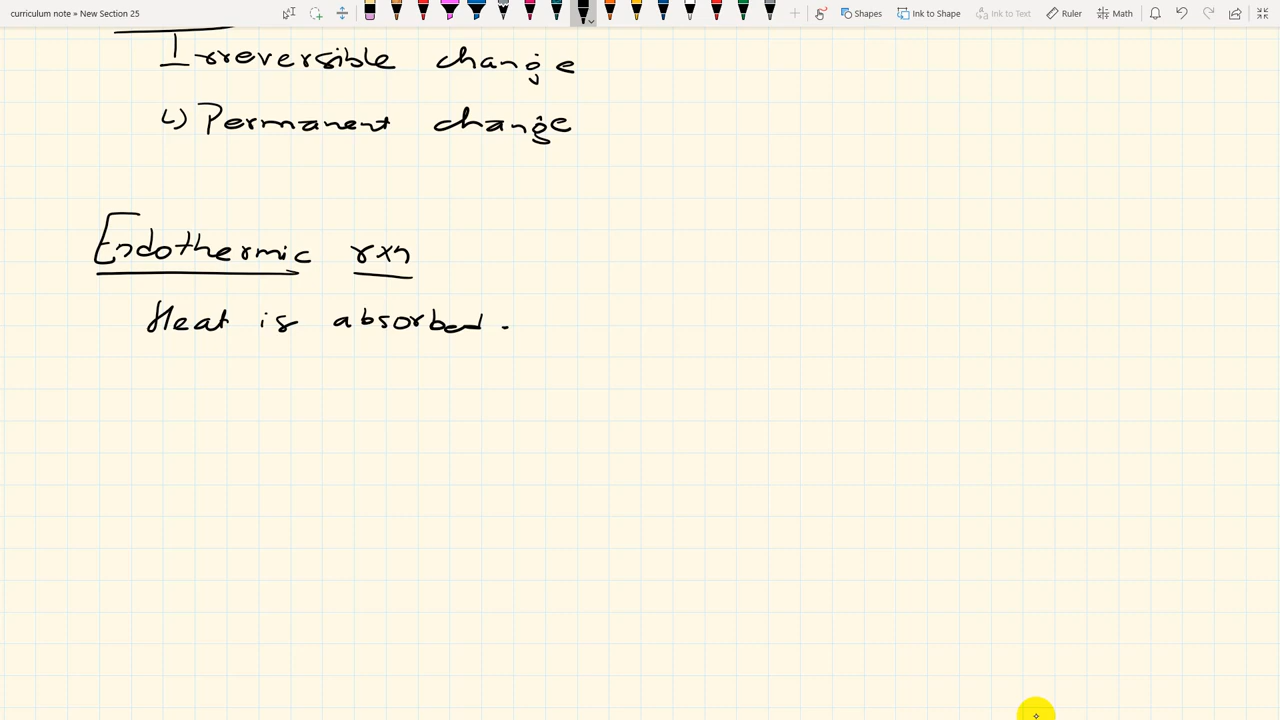 curriculum note » New Section 25
Shapes
Ink to Shape
Ink to Text
Ruler
Math
Irreversible change
↳ Permanent change
Endothermic rxn
Heat is absorbed.